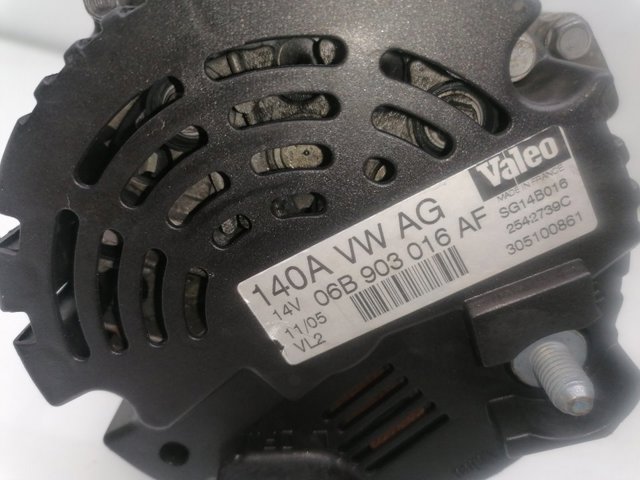 Valeo
MADE IN FRANCE
140A VW AG
SG14B016
14V 06B 903 016 AF
2542739C
11/05
305100861
VL2